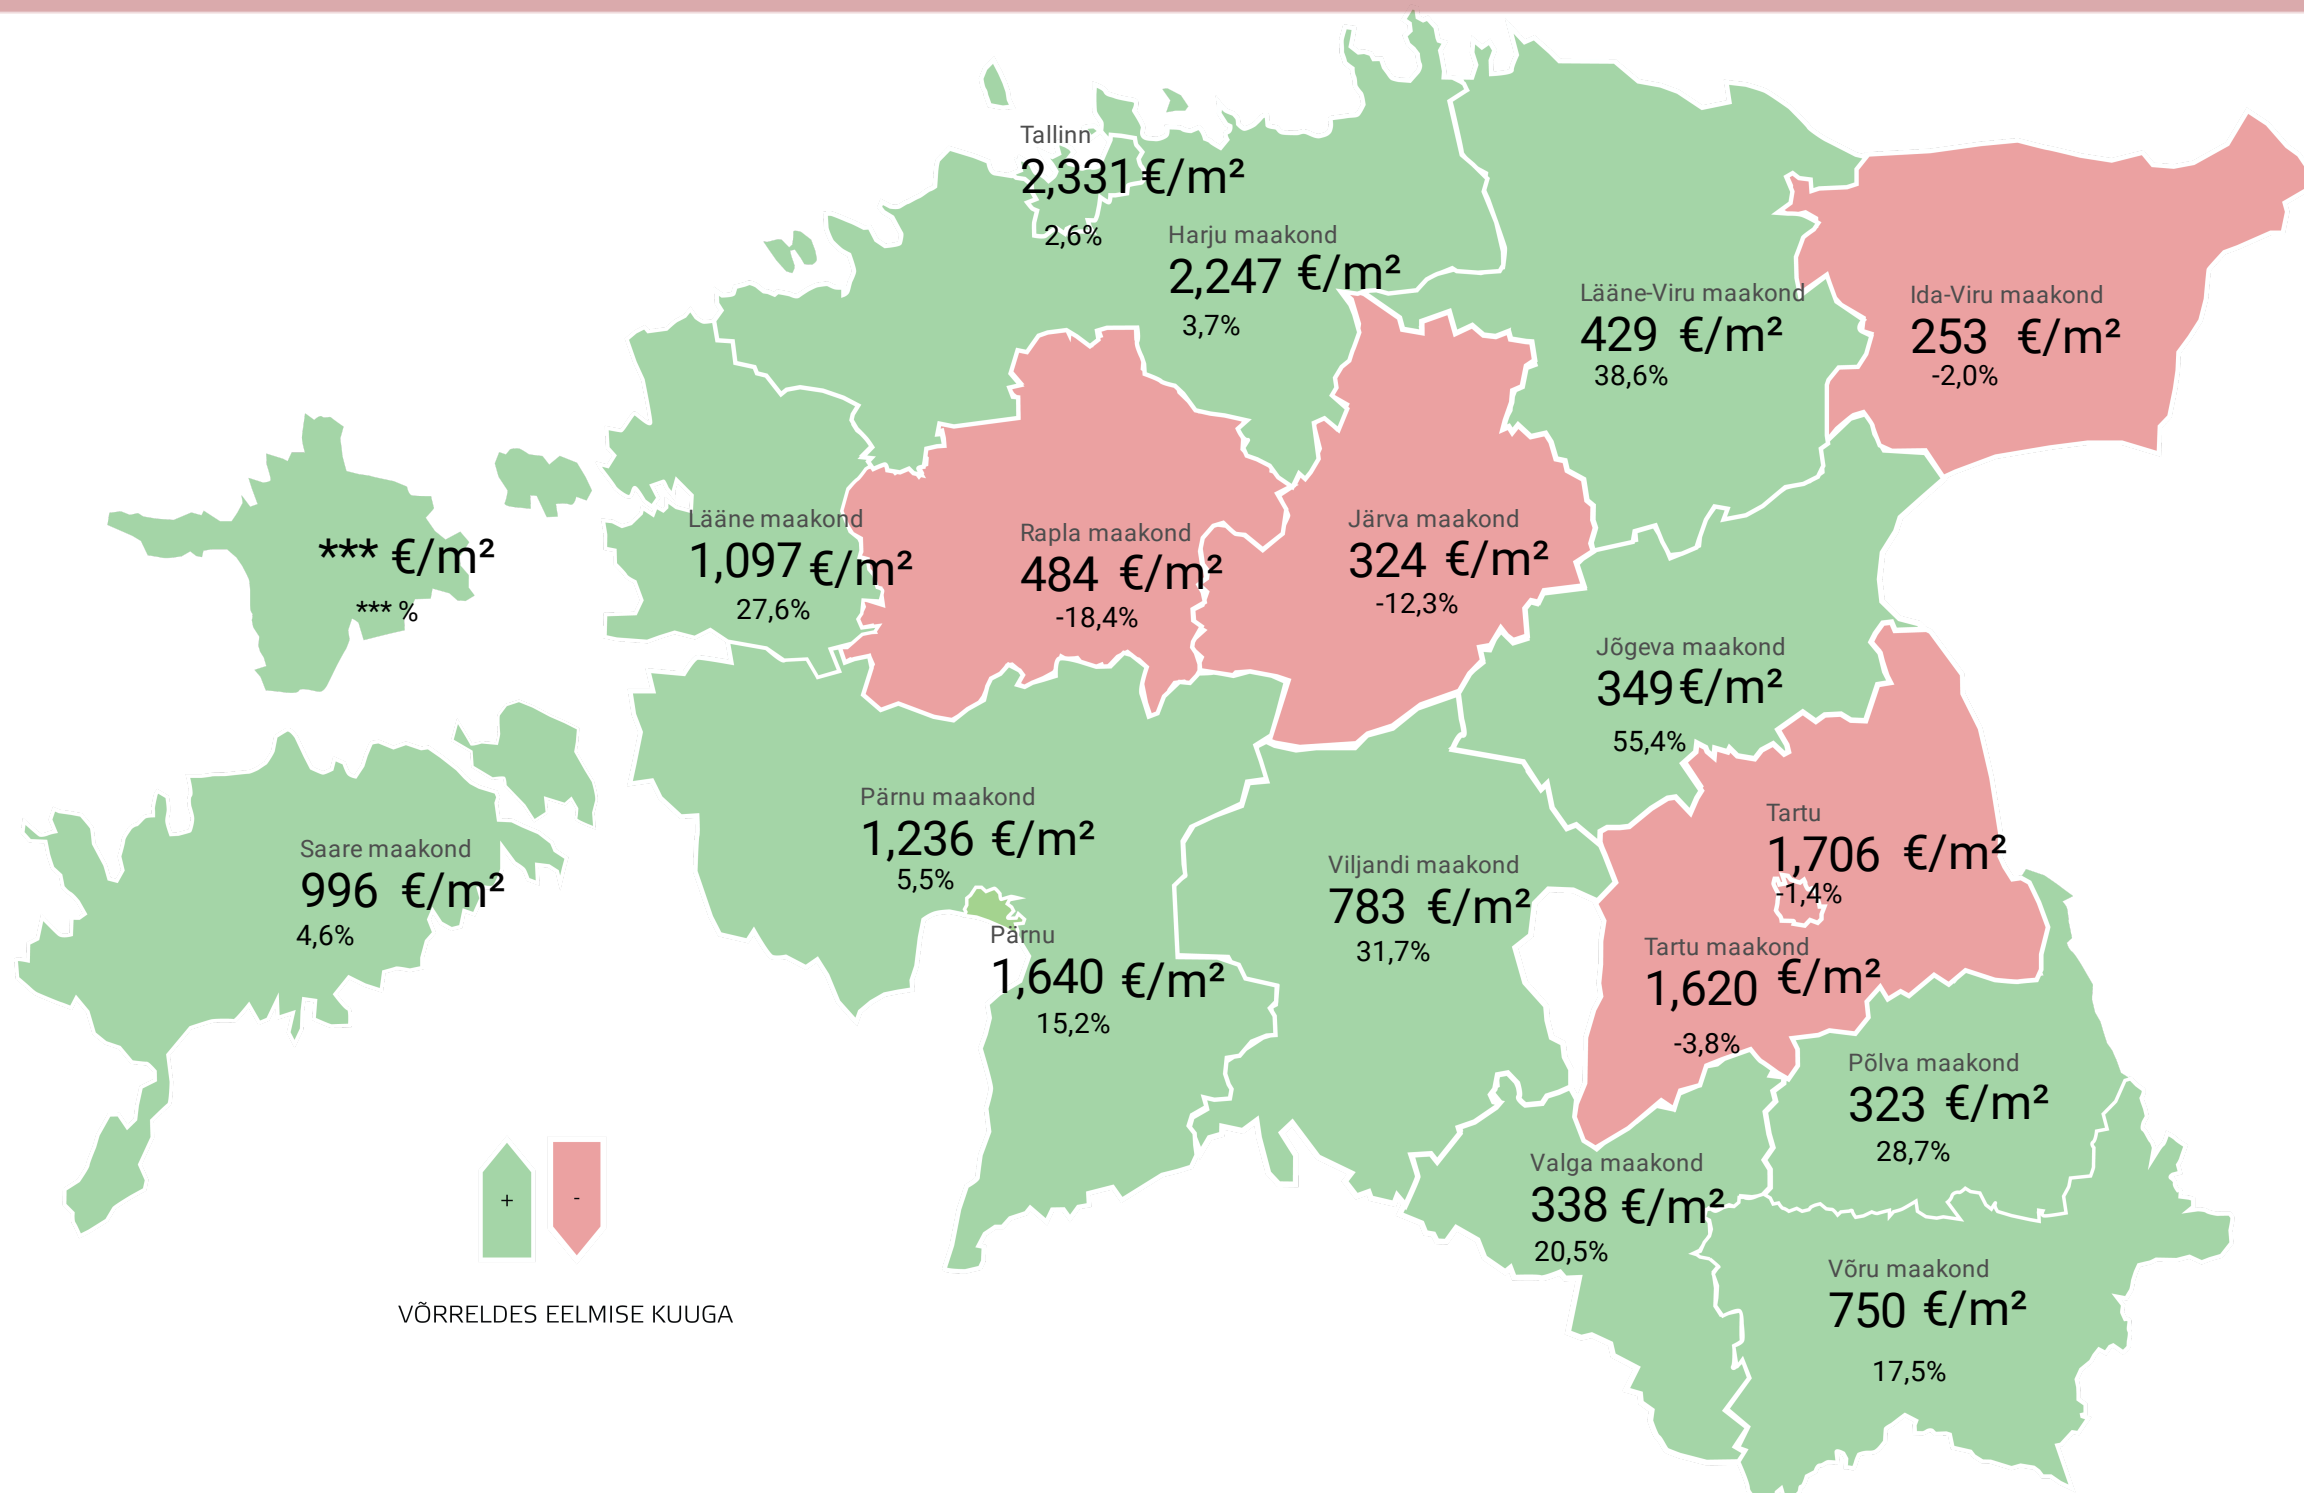 Tallinn
2,331 €/m²
2,6%
Harju maakond
2,247 €/m²
3,7%
Lääne-Viru maakond
429 €/m²
38,6%
Ida-Viru maakond
253 €/m²
-2,0%
*** €/m²
*** %
Lääne maakond
1,097 €/m²
27,6%
Rapla maakond
484 €/m²
-18,4%
Järva maakond
324 €/m²
-12,3%
Jõgeva maakond
349 €/m²
55,4%
Saare maakond
996 €/m²
4,6%
Pärnu maakond
1,236 €/m²
5,5%
Pärnu
1,640 €/m²
15,2%
Viljandi maakond
783 €/m²
31,7%
Tartu
1,706 €/m²
-1,4%
Tartu maakond
1,620 €/m²
-3,8%
Põlva maakond
323 €/m²
28,7%
Valga maakond
338 €/m²
20,5%
Võru maakond
750 €/m²
17,5%
+ -
VÕRRELDES EELMISE KUUGA